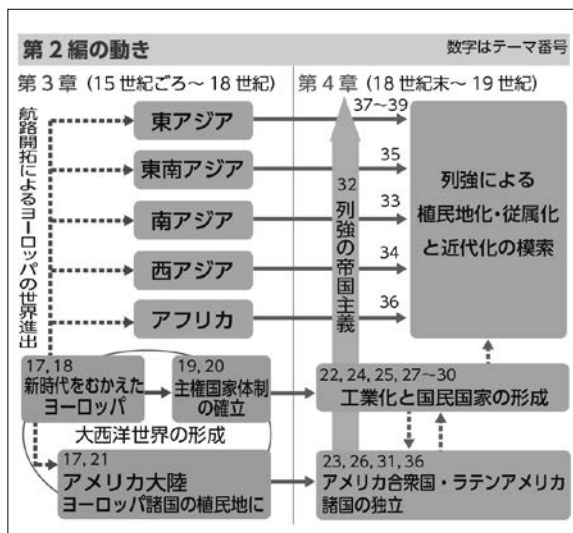 第2編の動き
数字はテーマ番号
第3章 (15世紀ごろ～18世紀)
第4章 (18世紀末～19世紀)
航路開拓によるヨーロッパの世界進出
東アジア
東南アジア
南アジア
西アジア
アフリカ
37～39
35
33
34
36
32
列強の帝国主義
列強による
植民地化・従属化
と近代化の模索
17, 18
新時代をむかえた
ヨーロッパ
19, 20
主権国家体制
の確立
大西洋世界の形成
17, 21
アメリカ大陸
ヨーロッパ諸国の植民地に
22, 24, 25, 27～30
工業化と国民国家の形成
23, 26, 31, 36
アメリカ合衆国・ラテンアメリカ
諸国の独立